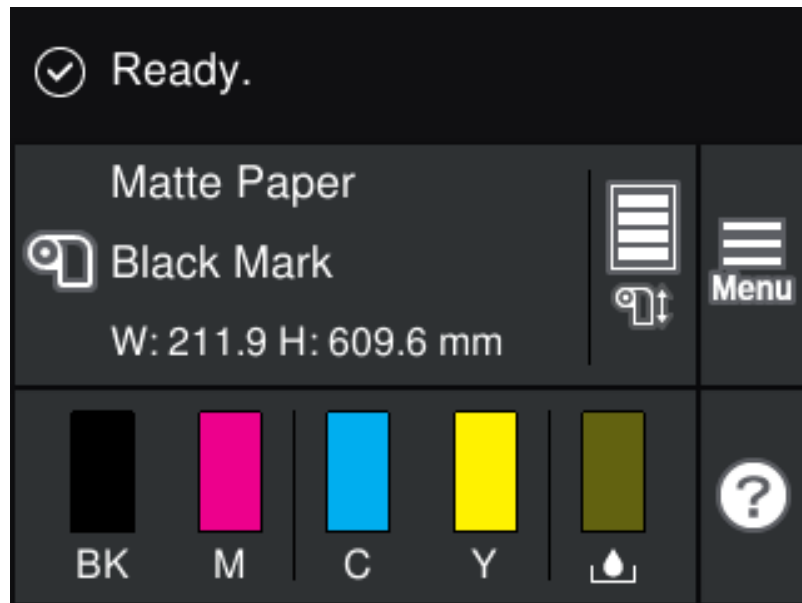 Ready.
Matte Paper
Black Mark
W: 211.9 H: 609.6 mm
Menu
BK M C Y
?